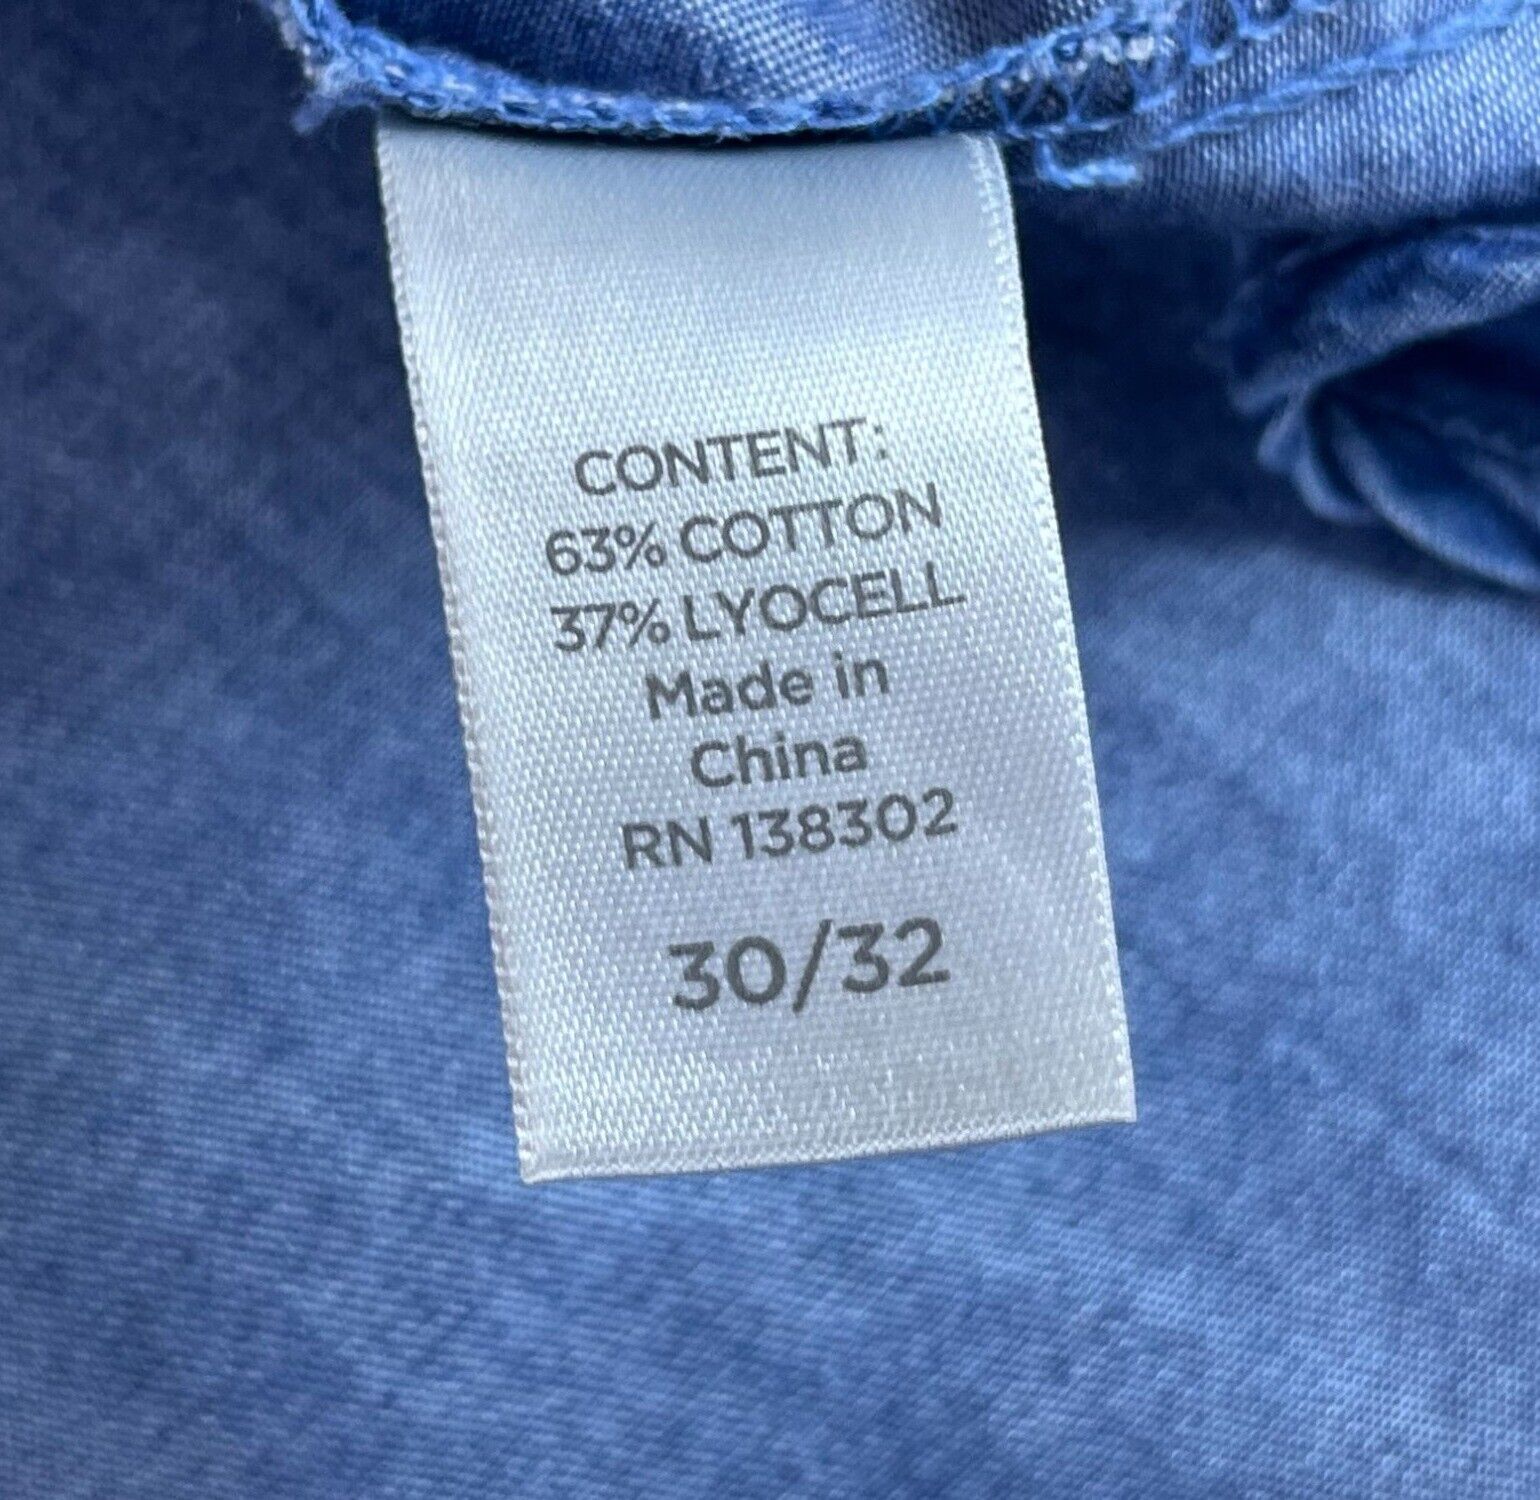 CONTENT:
63% COTTON
37% LYOCELL
Made in
China
RN 138302
30/32